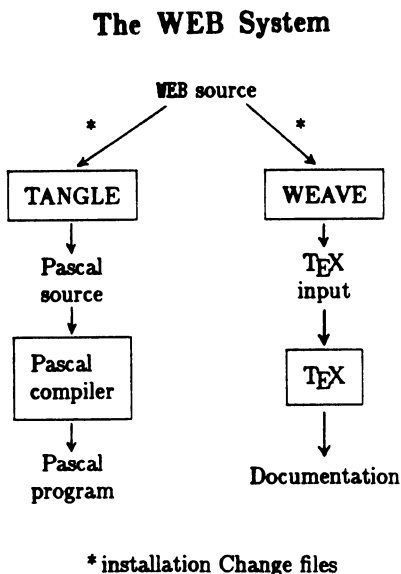 The WEB System
WEB source
* *
TANGLE WEAVE
Pascal
source
TEX
input
Pascal
compiler
TEX
Pascal
program
Documentation
* installation Change files